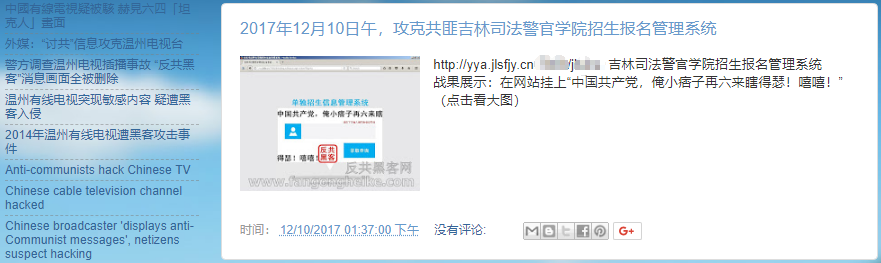 中國有線電視疑被駭 赫見六四「坦
克人」畫面
外媒：“讨共”信息攻克温州电视台
警方调查温州电视插播事故 “反共黑
客”消息画面全被删除
温州有线电视突现敏感内容 疑遭黑
客入侵
2014年温州有线电视遭黑客攻击事
件
Anti-communists hack Chinese TV
Chinese cable television channel
hacked
Chinese broadcaster 'displays anti-
Communist messages', netizens
suspect hacking
2017年12月10日午，攻克共匪吉林司法警官学院招生报名管理系统
单独招生信息管理系统
中国共产党，俺小痞子再六来瞎
得瑟！嘻嘻！
反共
黑客
反共黑客网
http://yya.jlsfjy.cn 吉林司法警官学院招生报名管理系统
战果展示：在网站挂上“中国共产党，俺小痞子再六来瞎得瑟！嘻嘻！”
（点击看大图）
时间： 12/10/2017 01:37:00 下午 没有评论:
G+